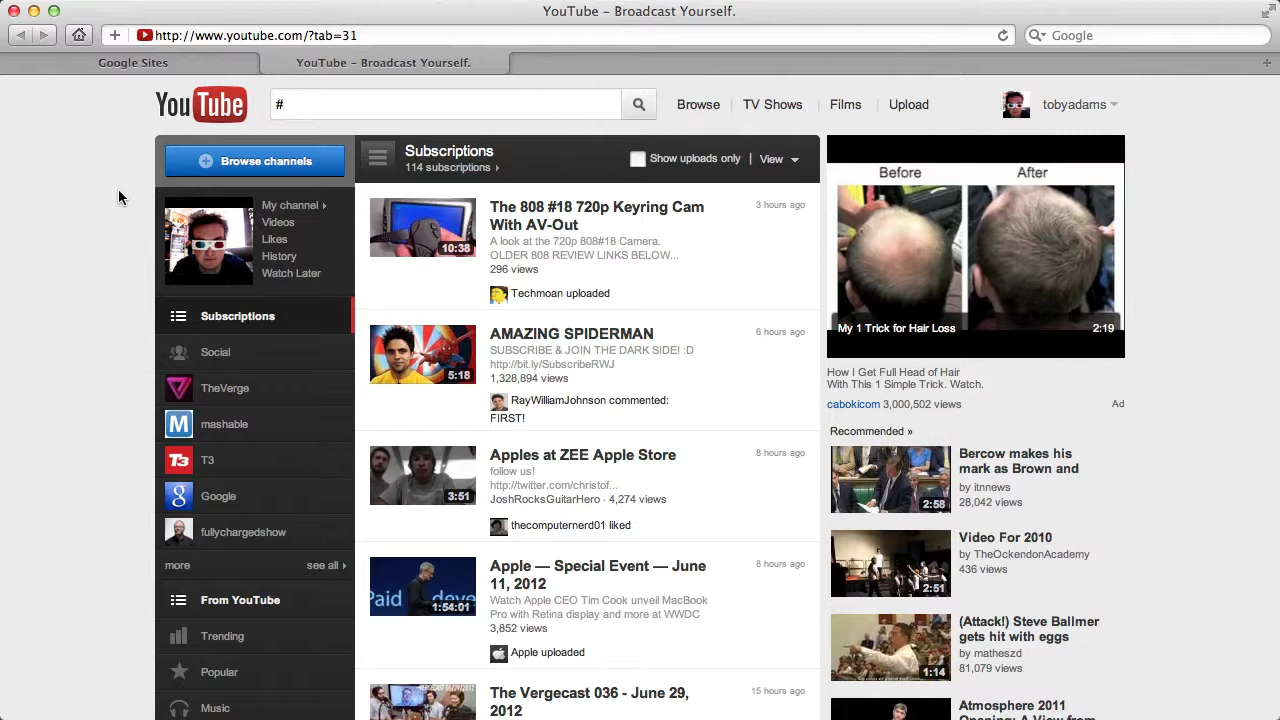 YouTube – Broadcast Yourself.
http://www.youtube.com/?tab=31
Google
Google Sites
YouTube – Broadcast Yourself.
YouTube
#
Browse
TV Shows
Films
Upload
tobyadams
Browse channels
My channel
Videos
Likes
History
Watch Later
Subscriptions
Social
TheVerge
M
mashable
T3
T3
g
Google
fullychargedshow
more
see all
From YouTube
Trending
Popular
Music
Subscriptions
114 subscriptions
Show uploads only
View
10:38
The 808 #18 720p Keyring Cam
With AV-Out
3 hours ago
A look at the 720p 808#18 Camera.
OLDER 808 REVIEW LINKS BELOW...
296 views
Techmoan uploaded
5:18
AMAZING SPIDERMAN
6 hours ago
SUBSCRIBE & JOIN THE DARK SIDE! :D
http://bit.ly/SubscribeRWJ
1,328,894 views
RayWilliamJohnson commented:
FIRST!
3:51
Apples at ZEE Apple Store
8 hours ago
follow us!
http://twitter.com/christof...
JoshRocksGuitarHero · 4,274 views
thecomputernerd01 liked
Paid
1:54:01
Apple — Special Event — June
11, 2012
8 hours ago
Watch Apple CEO Tim Cook unveil MacBook
Pro with Retina display and more at WWDC
3,852 views
Apple uploaded
The Vergecast 036 - June 29,
2012
15 hours ago
Before
After
My 1 Trick for Hair Loss
2:19
How I Get Full Head of Hair
With This 1 Simple Trick. Watch.
cabokicom 3,000,502 views
Ad
Recommended »
2:58
Bercow makes his
mark as Brown and
by itnnews
28,042 views
2:51
Video For 2010
by TheOckendonAcademy
436 views
1:14
(Attack!) Steve Ballmer
gets hit with eggs
by matheszd
81,079 views
Atmosphere 2011
Opening: A View from